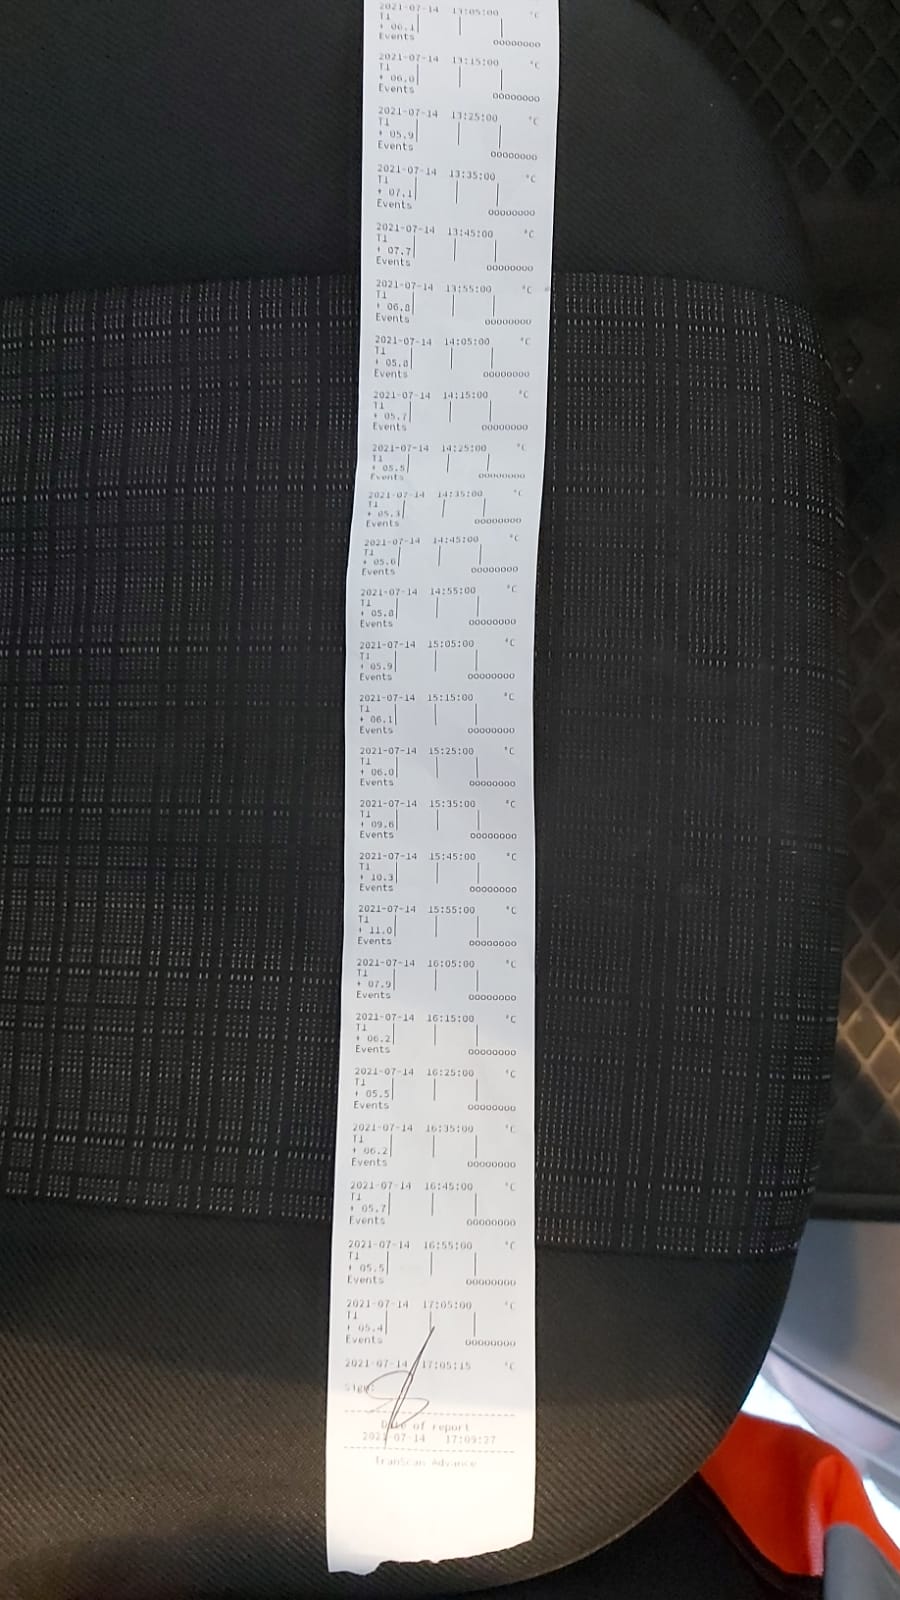 2021-07-14 13:05:00 °C
T1
+ 06.1
Events 00000000
2021-07-14 13:15:00 °C
T1
+ 06.0
Events 00000000
2021-07-14 13:25:00 °C
T1
+ 05.9
Events 00000000
2021-07-14 13:35:00 °C
T1
+ 07.1
Events 00000000
2021-07-14 13:45:00 °C
T1
+ 07.7
Events 00000000
2021-07-14 13:55:00 °C
T1
+ 06.8
Events 00000000
2021-07-14 14:05:00 °C
T1
+ 05.8
Events 00000000
2021-07-14 14:15:00 °C
T1
+ 05.7
Events 00000000
2021-07-14 14:25:00 °C
T1
+ 05.5
Events 00000000
2021-07-14 14:35:00 °C
T1
+ 05.3
Events 00000000
2021-07-14 14:45:00 °C
T1
+ 05.6
Events 00000000
2021-07-14 14:55:00 °C
T1
+ 05.8
Events 00000000
2021-07-14 15:05:00 °C
T1
+ 05.9
Events 00000000
2021-07-14 15:15:00 °C
T1
+ 06.1
Events 00000000
2021-07-14 15:25:00 °C
T1
+ 06.0
Events 00000000
2021-07-14 15:35:00 °C
T1
+ 09.6
Events 00000000
2021-07-14 15:45:00 °C
T1
+ 10.3
Events 00000000
2021-07-14 15:55:00 °C
T1
+ 11.0
Events 00000000
2021-07-14 16:05:00 °C
T1
+ 07.9
Events 00000000
2021-07-14 16:15:00 °C
T1
+ 06.2
Events 00000000
2021-07-14 16:25:00 °C
T1
+ 05.5
Events 00000000
2021-07-14 16:35:00 °C
T1
+ 06.2
Events 00000000
2021-07-14 16:45:00 °C
T1
+ 05.7
Events 00000000
2021-07-14 16:55:00 °C
T1
+ 05.5
Events 00000000
2021-07-14 17:05:00 °C
T1
+ 05.4
Events 00000000
2021-07-14 17:05:15 °C
Sign:
Date of report
2021-07-14 17:09:27
TranScan Advance